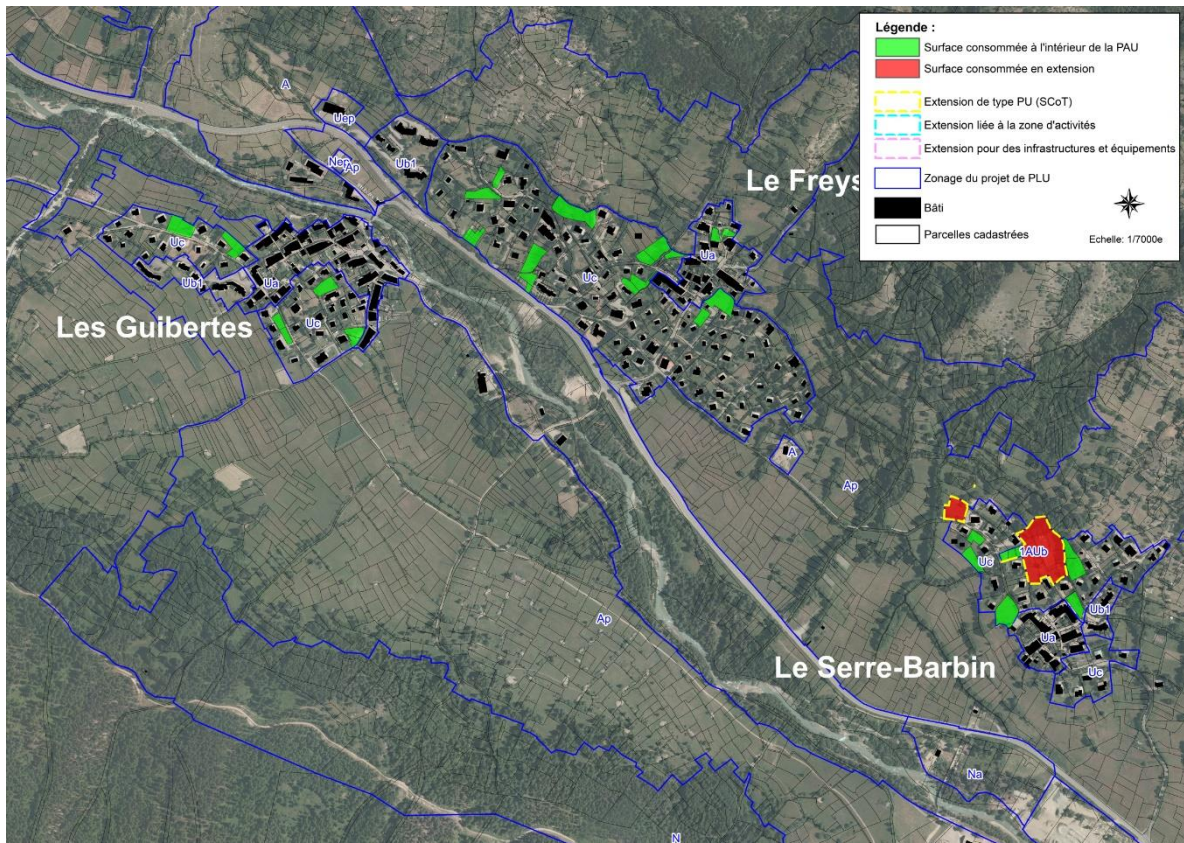 Légende :
Surface consommée à l'intérieur de la PAU
Surface consommée en extension
Extension de type PU (SCoT)
Extension liée à la zone d'activités
Extension pour des infrastructures et équipements
Zonage du projet de PLU
Bâti
Parcelles cadastrées
Echelle: 1/7000e
A
Uep
Ub1
Nep
Ap
Le Freys
Uc
Ua
Ub1
Ua
Uc
Uc
Les Guibertes
A
Ap
1AUb
Uc
Ub1
Ua
Ap
Le Serre-Barbin
Uc
Na
N